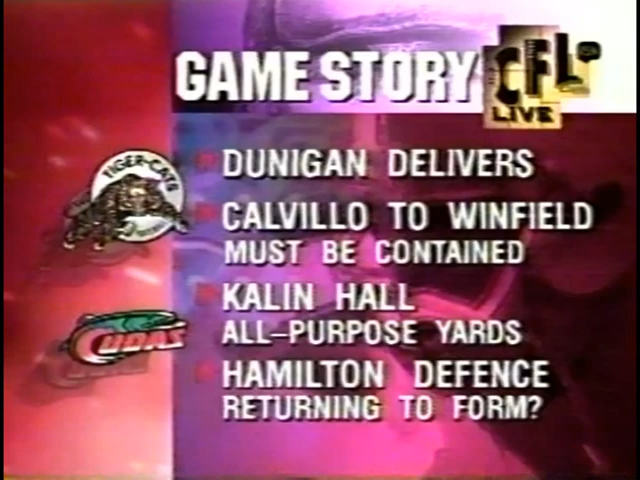 GAME STORY
CFL
LIVE
TIGER-CATS
DUNIGAN DELIVERS
CALVILLO TO WINFIELD
MUST BE CONTAINED
KALIN HALL
ALL-PURPOSE YARDS
CUDAS
HAMILTON DEFENCE
RETURNING TO FORM?